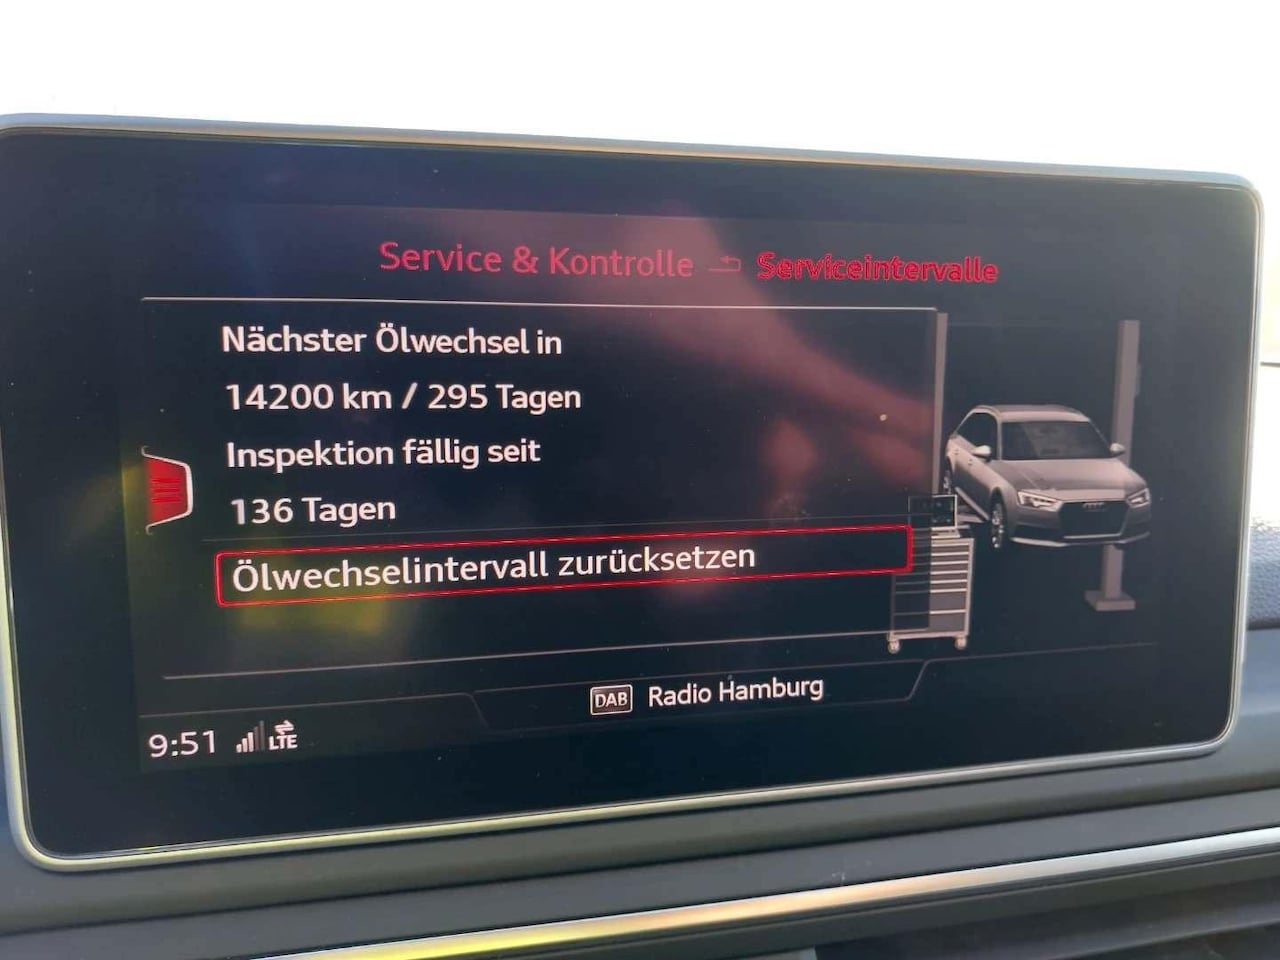 Service & Kontrolle Serviceintervalle
Nächster Ölwechsel in
14200 km / 295 Tagen
Inspektion fällig seit
136 Tagen
Ölwechselintervall zurücksetzen
DAB Radio Hamburg
9:51 LTE